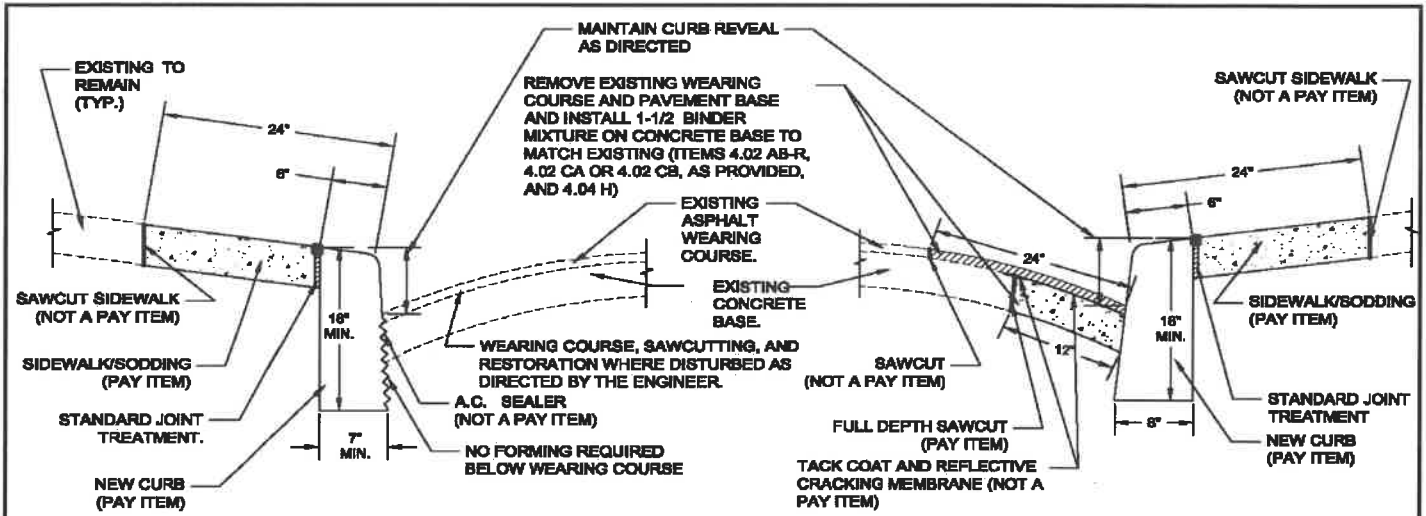 MAINTAIN CURB REVEAL
AS DIRECTED
EXISTING TO
REMAIN
(TYP.)
REMOVE EXISTING WEARING
COURSE AND PAVEMENT BASE
AND INSTALL 1-1/2 BINDER
MIXTURE ON CONCRETE BASE TO
MATCH EXISTING (ITEMS 4.02 AB-R,
4.02 CA OR 4.02 CB, AS PROVIDED,
AND 4.04 H)
SAWCUT SIDEWALK
(NOT A PAY ITEM)
24"
6"
24"
6"
EXISTING
ASPHALT
WEARING
COURSE.
24"
EXISTING
CONCRETE
BASE.
SAWCUT SIDEWALK
(NOT A PAY ITEM)
18"
MIN.
18"
MIN.
SIDEWALK/SODDING
(PAY ITEM)
WEARING COURSE, SAWCUTTING, AND
RESTORATION WHERE DISTURBED AS
DIRECTED BY THE ENGINEER.
12"
SAWCUT
(NOT A PAY ITEM)
SIDEWALK/SODDING
(PAY ITEM)
A.C. SEALER
(NOT A PAY ITEM)
STANDARD JOINT
TREATMENT
STANDARD JOINT
TREATMENT.
8"
FULL DEPTH SAWCUT
(PAY ITEM)
7"
MIN.
NO FORMING REQUIRED
BELOW WEARING COURSE
NEW CURB
(PAY ITEM)
TACK COAT AND REFLECTIVE
CRACKING MEMBRANE (NOT A
PAY ITEM)
NEW CURB
(PAY ITEM)